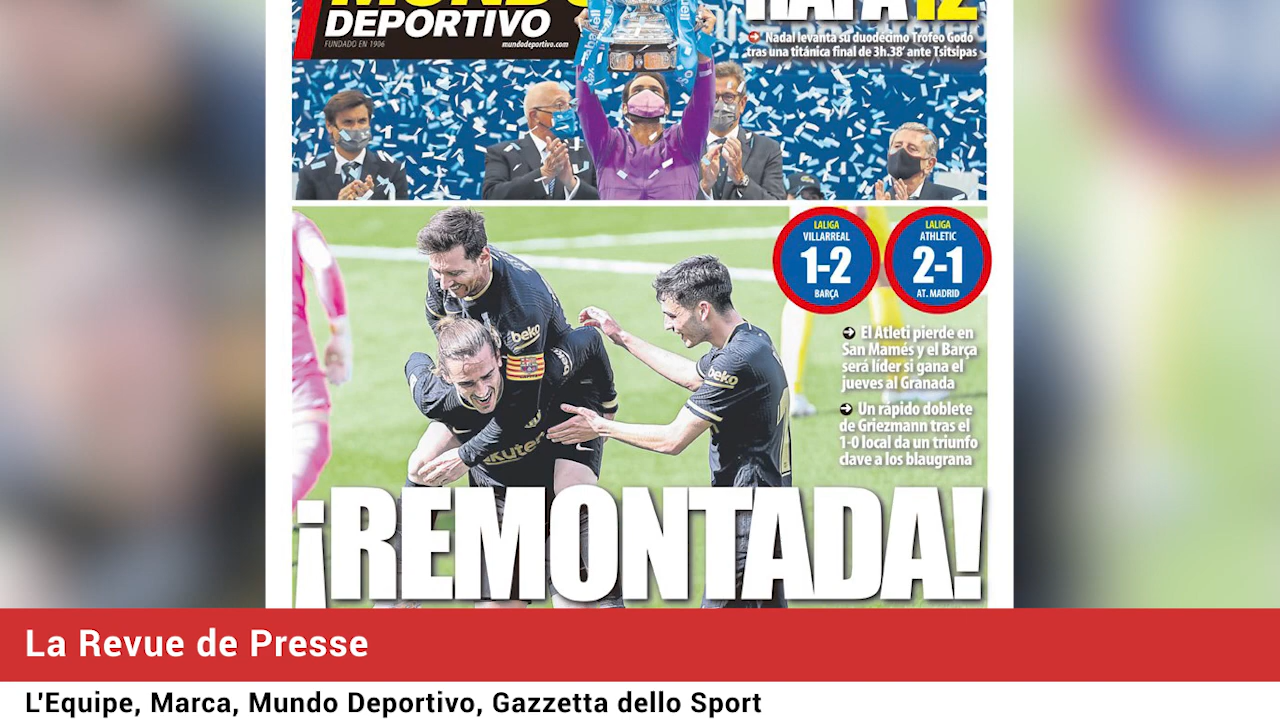 MUNDO
DEPORTIVO
FUNDADO EN 1906
mundodeportivo.com
RAFA 12
Nadal levanta su duodécimo Trofeo Godó
tras una titánica final de 3h.38' ante Tsitsipas
LALIGA
VILLARREAL
1-2
BARÇA
LALIGA
ATHLETIC
2-1
AT. MADRID
El Atleti pierde en
San Mamés y el Barça
será líder si gana el
jueves al Granada
Un rápido doblete
de Griezmann tras el
1-0 local da un triunfo
clave a los blaugrana
beko
beko
¡REMONTADA!
La Revue de Presse
L'Equipe, Marca, Mundo Deportivo, Gazzetta dello Sport